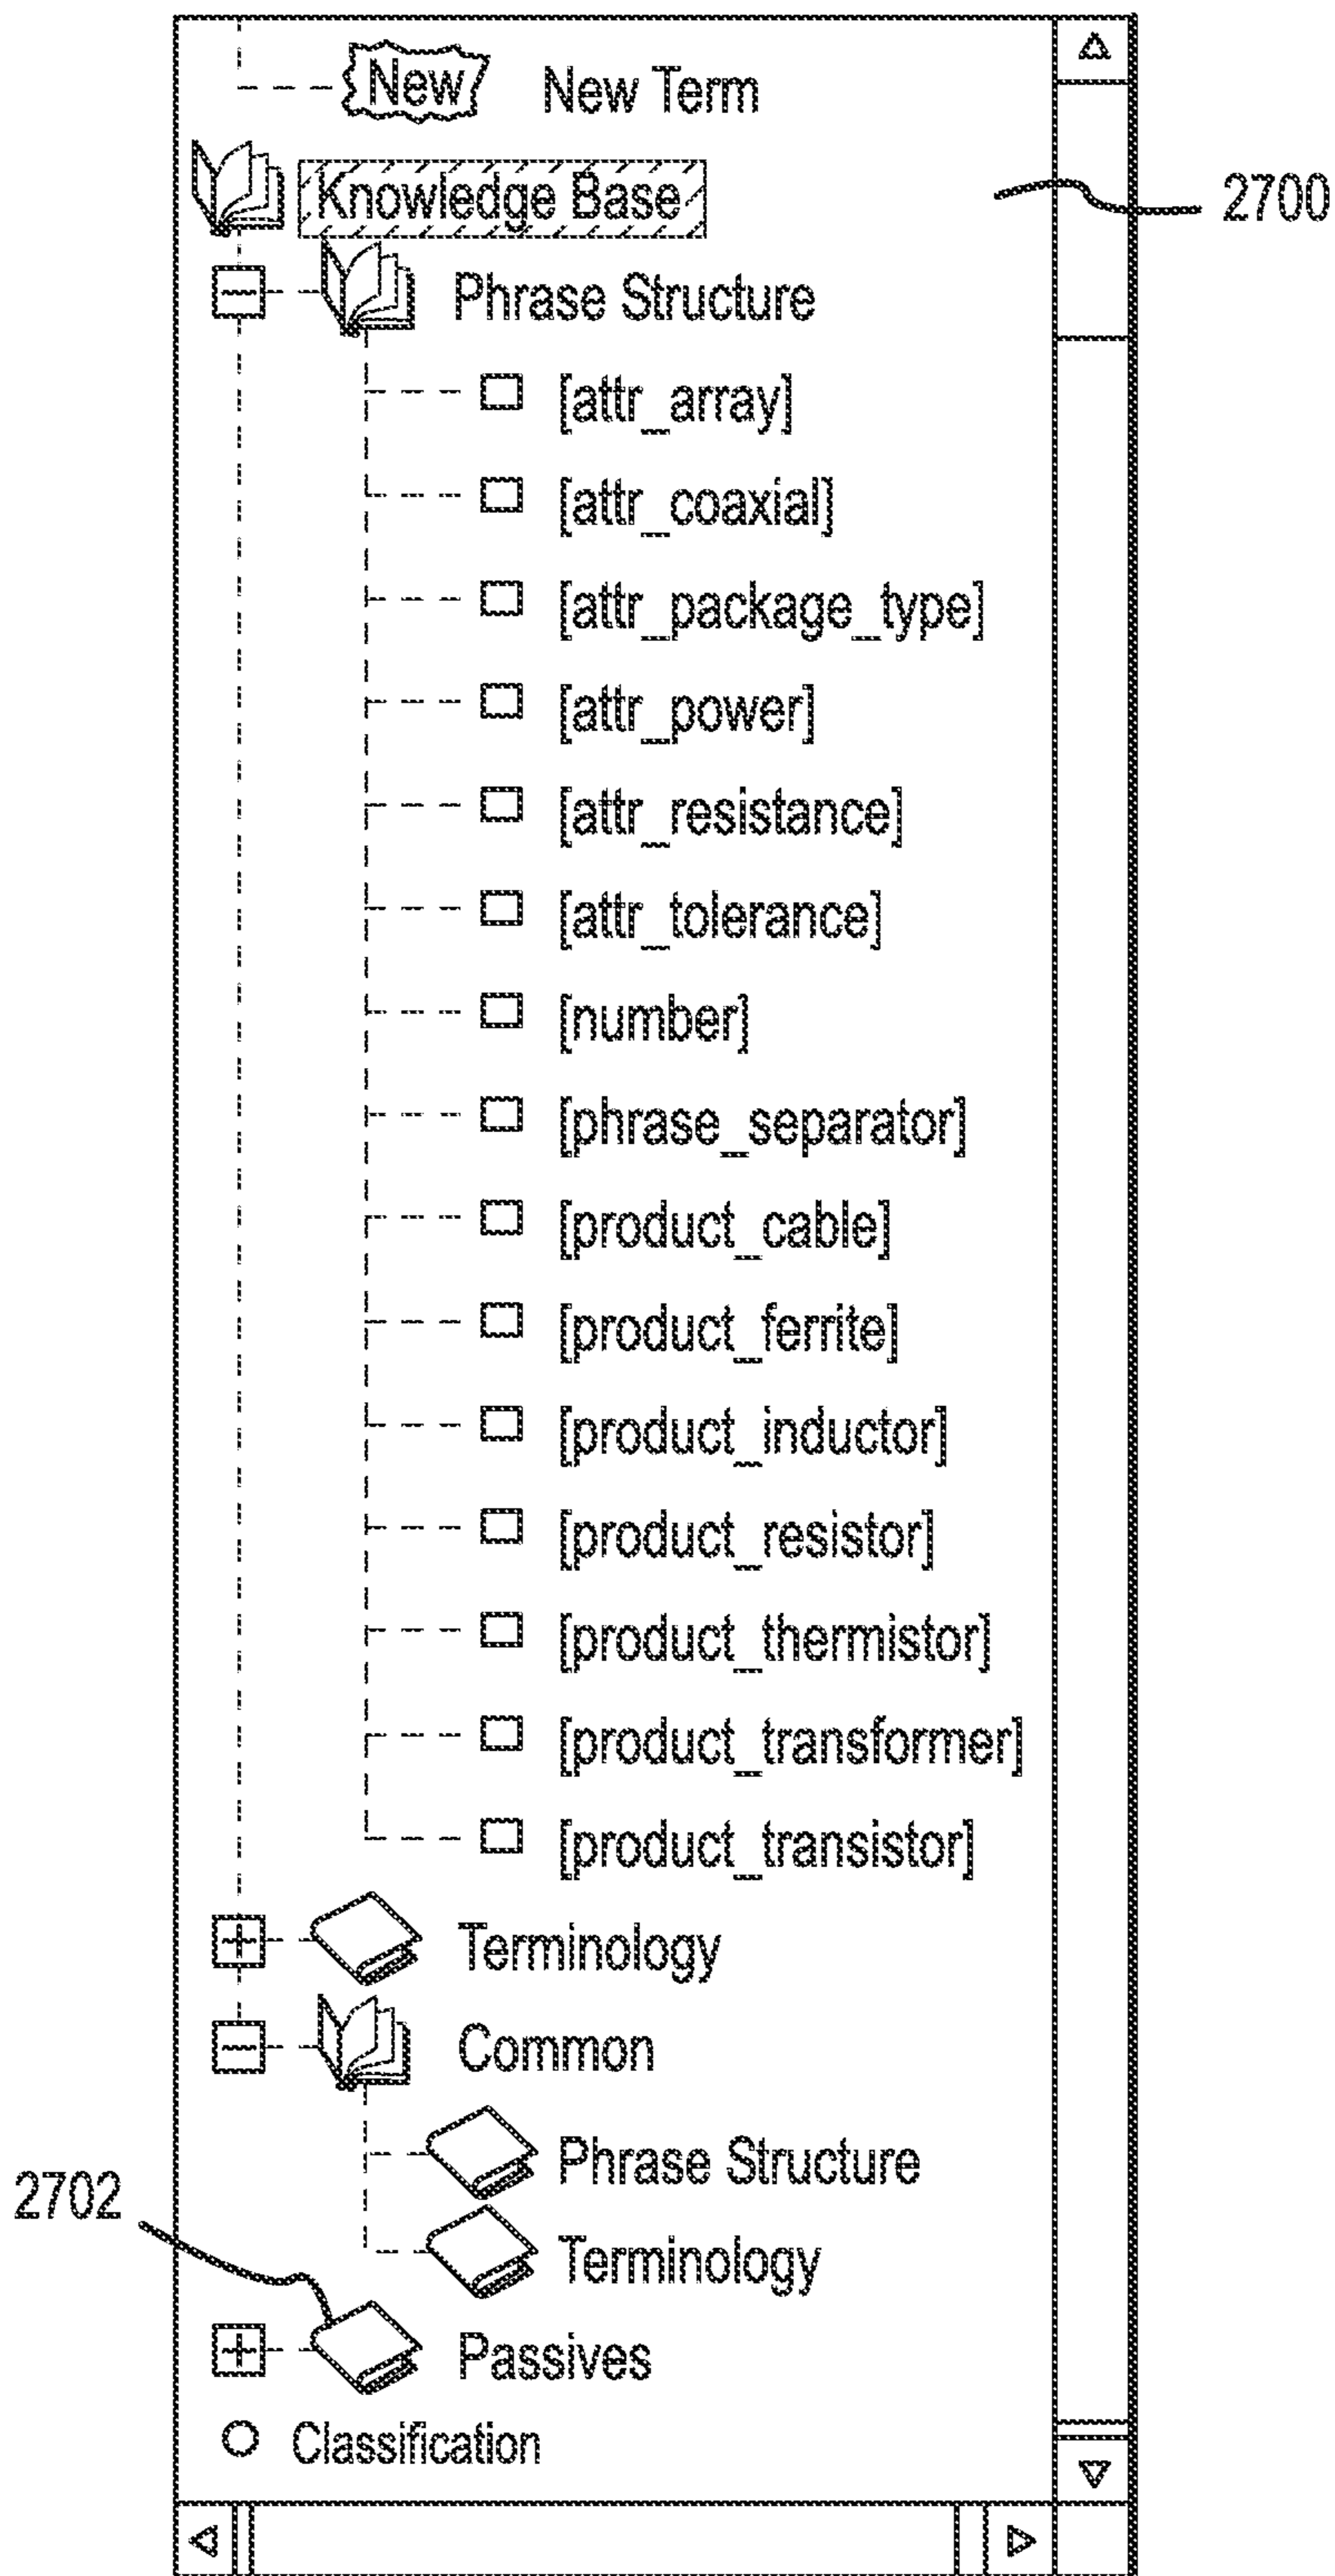 New New Term
Knowledge Base
2700
Phrase Structure
[attr_array]
[attr_coaxial]
[attr_package_type]
[attr_power]
[attr_resistance]
[attr_tolerance]
[number]
[phrase_separator]
[product_cable]
[product_ferrite]
[product_inductor]
[product_resistor]
[product_thermistor]
[product_transformer]
[product_transistor]
Terminology
Common
Phrase Structure
2702
Terminology
Passives
Classification